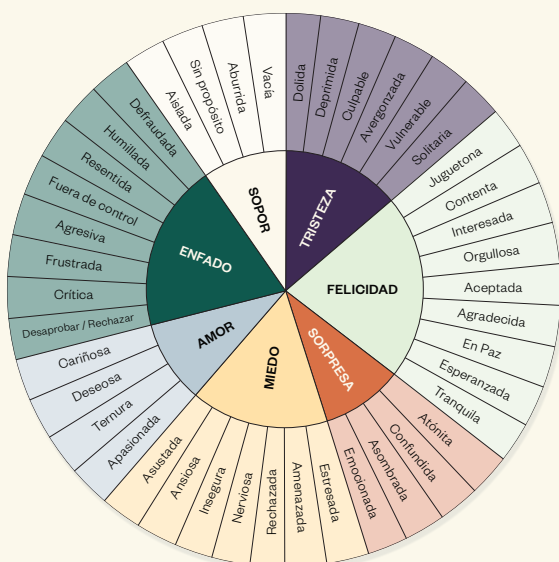 TRISTEZA
Dolida
Deprimida
Culpable
Avergonzada
Vulnerable
Solitaria
FELICIDAD
Juguetona
Contenta
Interesada
Orgullosa
Aceptada
Agradecida
En Paz
Esperanzada
Tranquila
SORPRESA
Atónita
Confundida
Asombrada
Emocionada
MIEDO
Estresada
Amenazada
Rechazada
Nerviosa
Insegura
Ansiosa
Asustada
AMOR
Apasionada
Ternura
Deseosa
Cariñosa
ENFADO
Desaprobar / Rechazar
Crítica
Frustrada
Agresiva
Fuera de control
Resentida
Humillada
Defraudada
SOPOR
Aislada
Sin propósito
Aburrida
Vacía